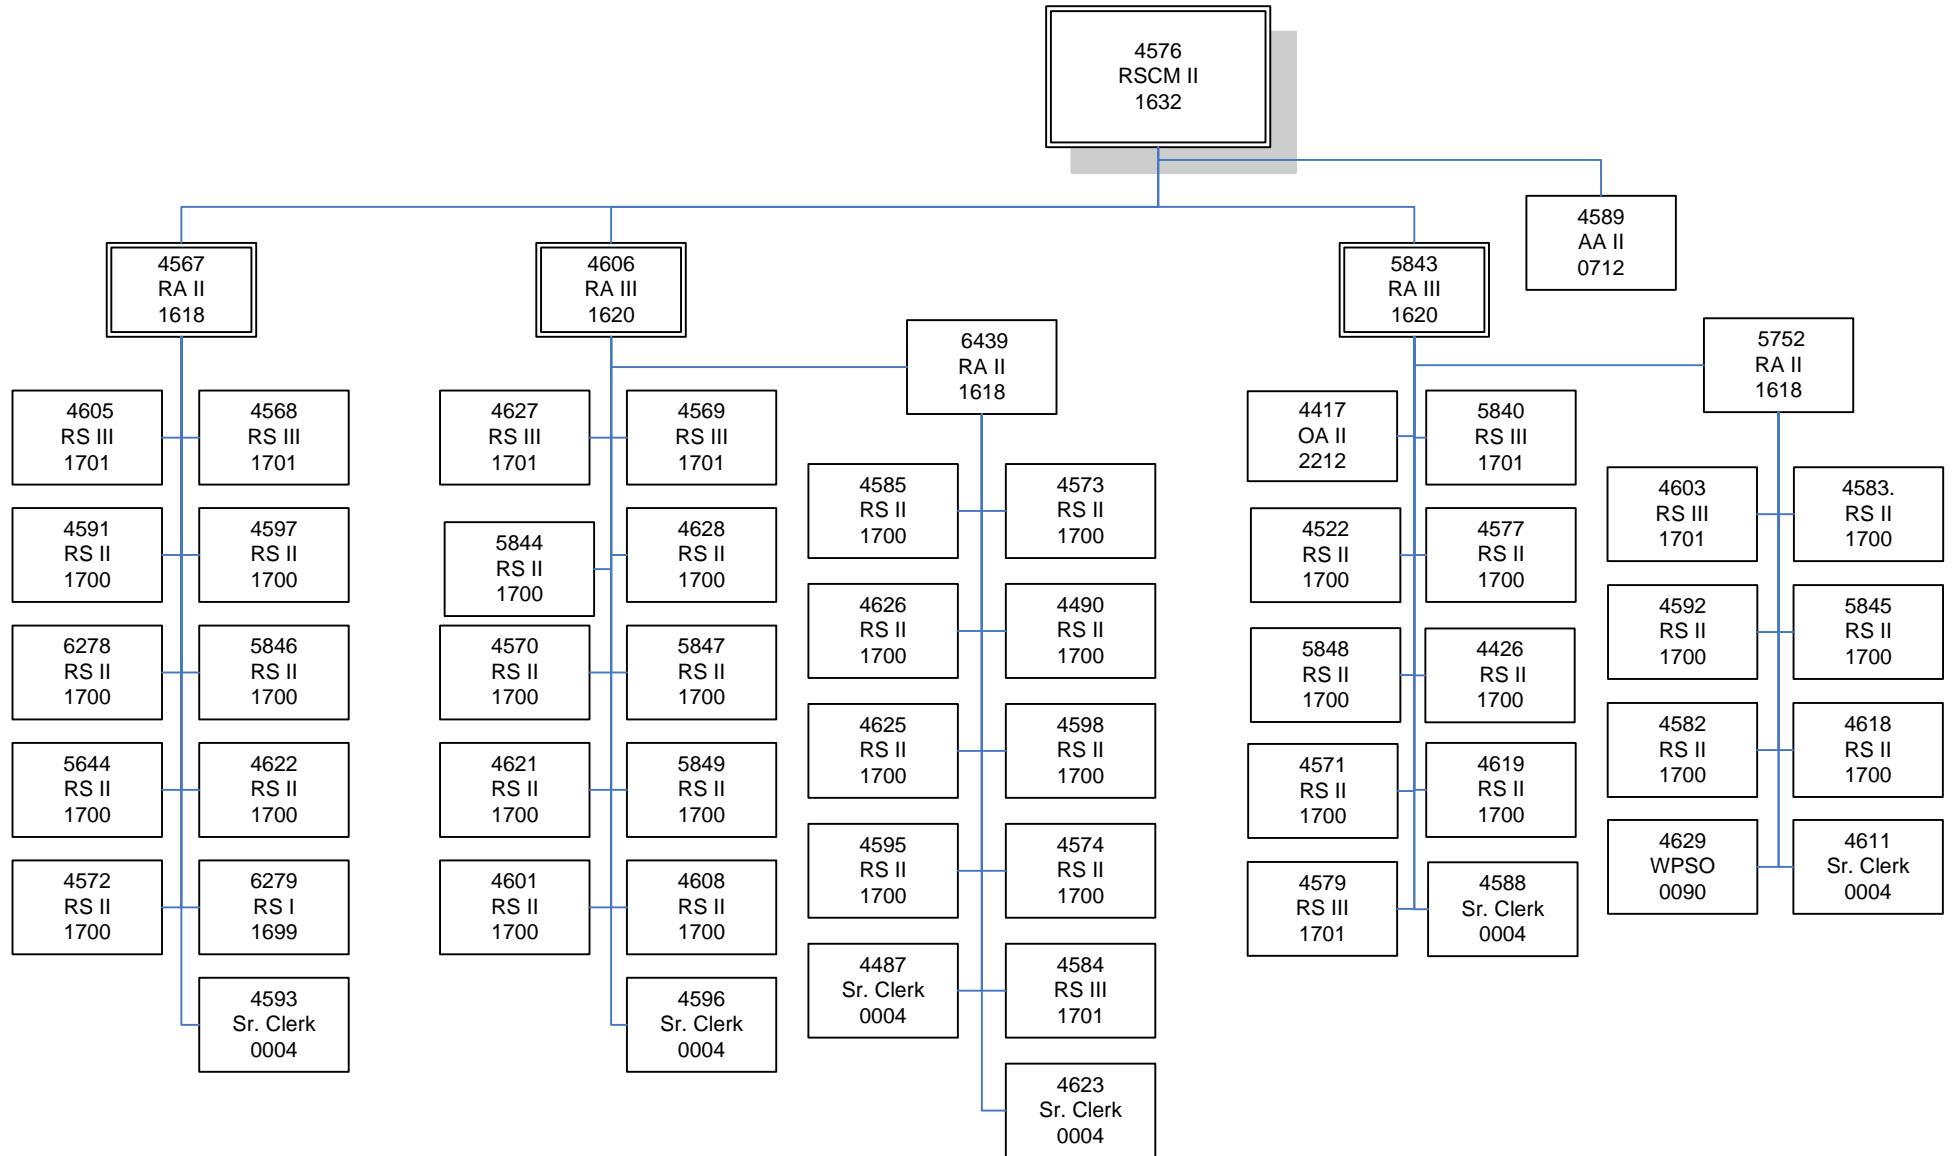 4576
RSCM II
1632
4589
AA II
0712
4567
RA II
1618
4606
RA III
1620
5843
RA III
1620
6439
RA II
1618
5752
RA II
1618
4605
RS III
1701
4568
RS III
1701
4591
RS II
1700
4597
RS II
1700
6278
RS II
1700
5846
RS II
1700
5644
RS II
1700
4622
RS II
1700
4572
RS II
1700
6279
RS I
1699
4593
Sr. Clerk
0004
4627
RS III
1701
4569
RS III
1701
5844
RS II
1700
4628
RS II
1700
4570
RS II
1700
5847
RS II
1700
4621
RS II
1700
5849
RS II
1700
4601
RS II
1700
4608
RS II
1700
4596
Sr. Clerk
0004
4585
RS II
1700
4573
RS II
1700
4626
RS II
1700
4490
RS II
1700
4625
RS II
1700
4598
RS II
1700
4595
RS II
1700
4574
RS II
1700
4487
Sr. Clerk
0004
4584
RS III
1701
4623
Sr. Clerk
0004
4417
OA II
2212
5840
RS III
1701
4522
RS II
1700
4577
RS II
1700
5848
RS II
1700
4426
RS II
1700
4571
RS II
1700
4619
RS II
1700
4579
RS III
1701
4588
Sr. Clerk
0004
4603
RS III
1701
4583.
RS II
1700
4592
RS II
1700
5845
RS II
1700
4582
RS II
1700
4618
RS II
1700
4629
WPSO
0090
4611
Sr. Clerk
0004